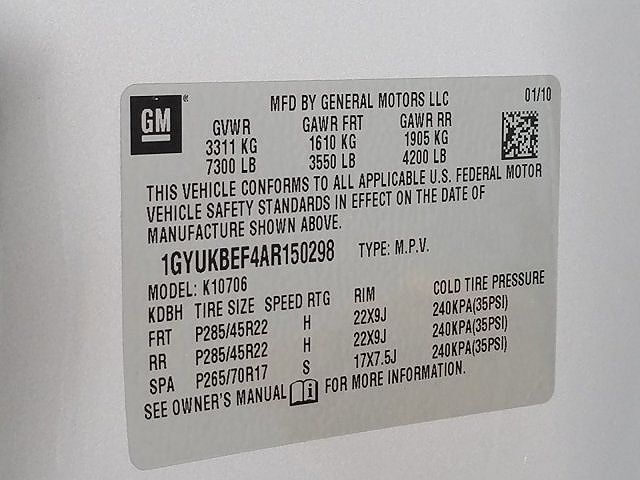 GM ®
MFD BY GENERAL MOTORS LLC 01/10
GVWR GAWR FRT GAWR RR
3311 KG 1610 KG 1905 KG
7300 LB 3550 LB 4200 LB
THIS VEHICLE CONFORMS TO ALL APPLICABLE U.S. FEDERAL MOTOR
VEHICLE SAFETY STANDARDS IN EFFECT ON THE DATE OF
MANUFACTURE SHOWN ABOVE.
1GYUKBEF4AR150298 TYPE: M.P.V.
MODEL: K10706
KDBH TIRE SIZE SPEED RTG RIM COLD TIRE PRESSURE
FRT P285/45R22 H 22X9J 240KPA(35PSI)
RR P285/45R22 H 22X9J 240KPA(35PSI)
SPA P265/70R17 S 17X7.5J 240KPA(35PSI)
SEE OWNER'S MANUAL i FOR MORE INFORMATION.